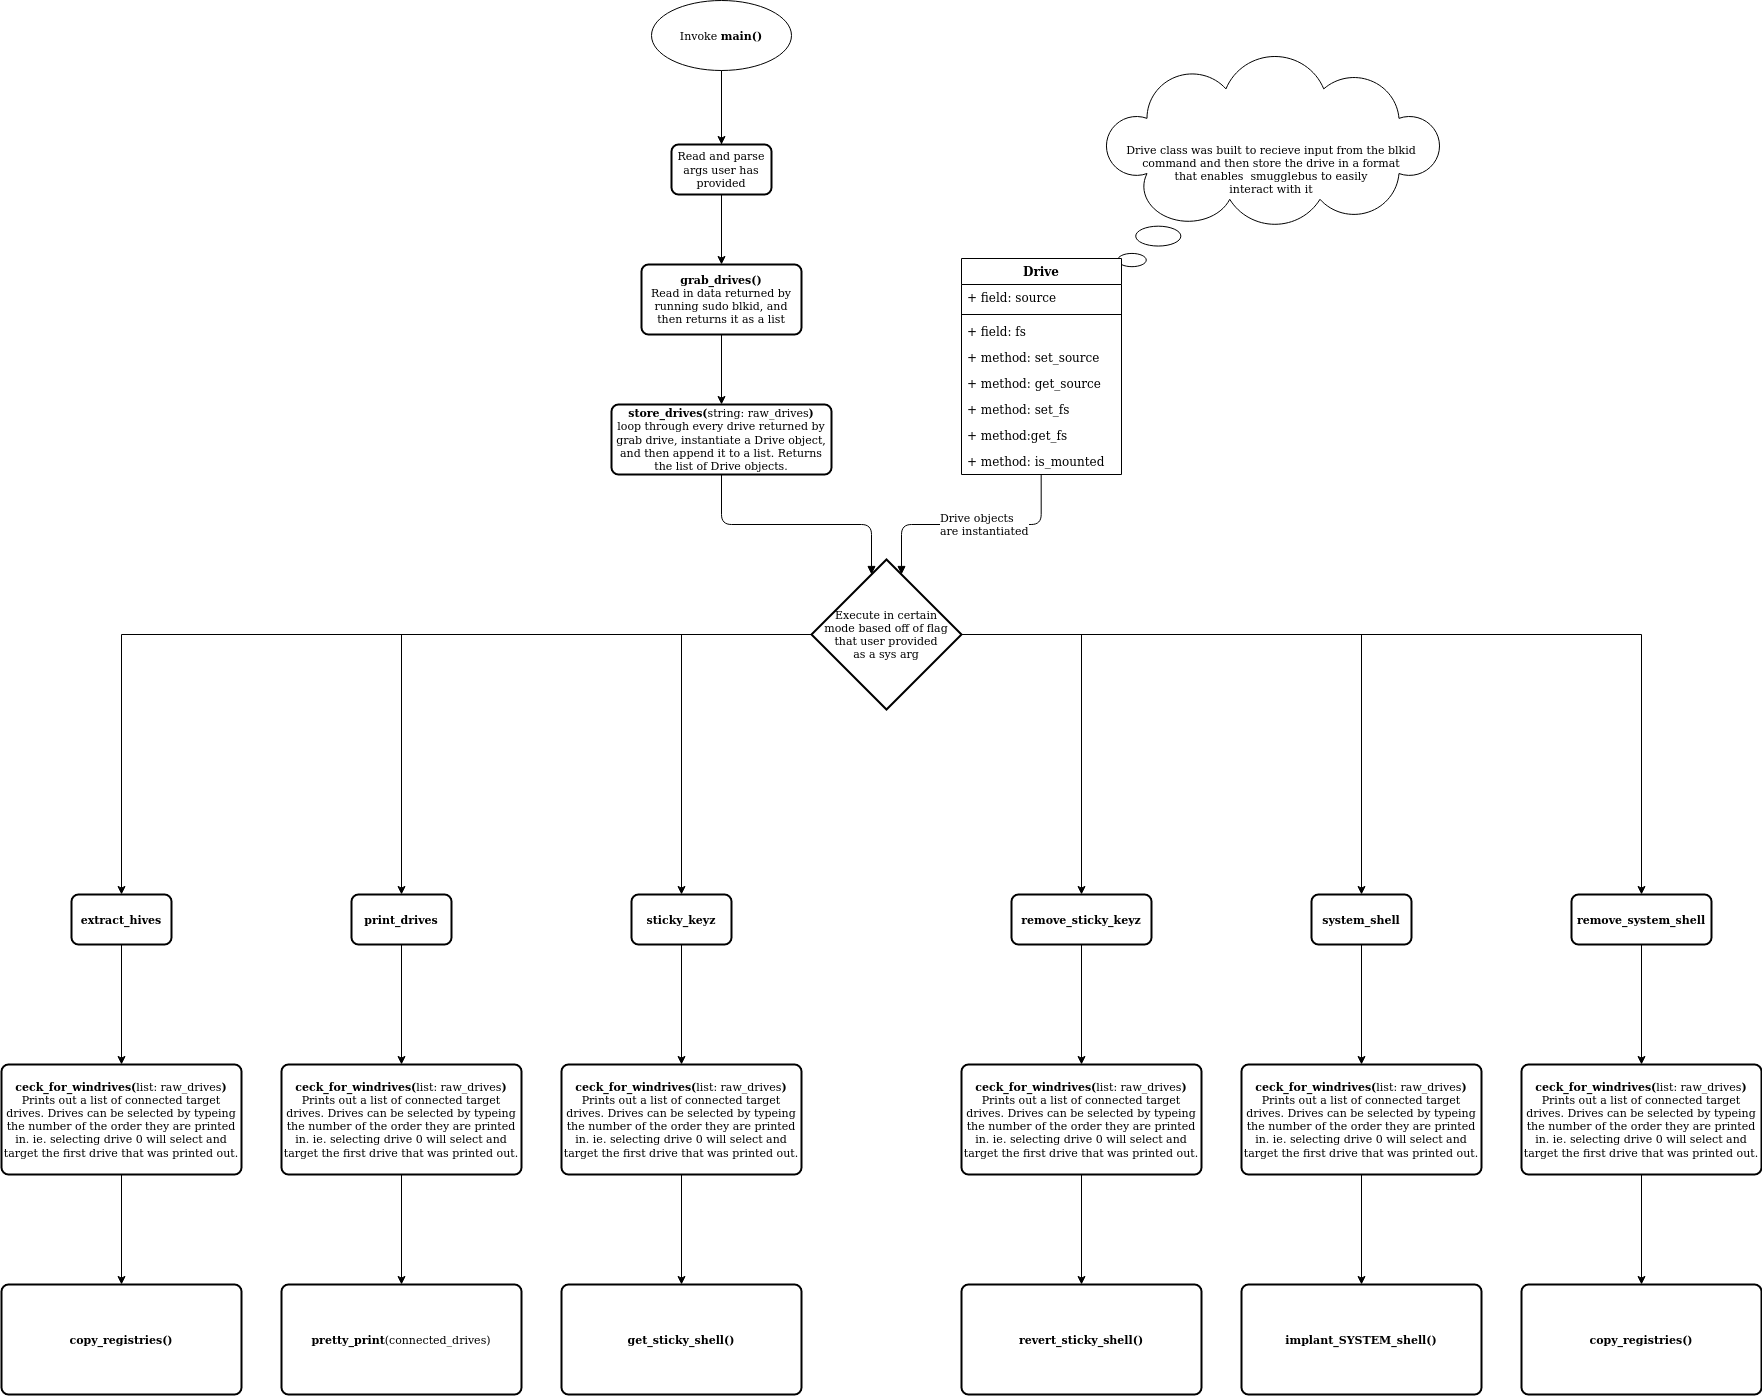 Invoke main()
Read and parse
args user has
provided
Drive class was built to recieve input from the blkid
command and then store the drive in a format
that enables  smugglebus to easily
interact with it
grab_drives()
Read in data returned by
running sudo blkid, and
then returns it as a list
Drive
+ field: source
+ field: fs
+ method: set_source
+ method: get_source
+ method: set_fs
+ method:get_fs
+ method: is_mounted
store_drives(string: raw_drives)
loop through every drive returned by
grab drive, instantiate a Drive object,
and then append it to a list. Returns
the list of Drive objects.
Drive objects
are instantiated
Execute in certain
mode based off of flag
that user provided
as a sys arg
extract_hives
print_drives
sticky_keyz
remove_sticky_keyz
system_shell
remove_system_shell
ceck_for_windrives(list: raw_drives)
Prints out a list of connected target
drives. Drives can be selected by typeing
the number of the order they are printed
in. ie. selecting drive 0 will select and
target the first drive that was printed out.
ceck_for_windrives(list: raw_drives)
Prints out a list of connected target
drives. Drives can be selected by typeing
the number of the order they are printed
in. ie. selecting drive 0 will select and
target the first drive that was printed out.
ceck_for_windrives(list: raw_drives)
Prints out a list of connected target
drives. Drives can be selected by typeing
the number of the order they are printed
in. ie. selecting drive 0 will select and
target the first drive that was printed out.
ceck_for_windrives(list: raw_drives)
Prints out a list of connected target
drives. Drives can be selected by typeing
the number of the order they are printed
in. ie. selecting drive 0 will select and
target the first drive that was printed out.
ceck_for_windrives(list: raw_drives)
Prints out a list of connected target
drives. Drives can be selected by typeing
the number of the order they are printed
in. ie. selecting drive 0 will select and
target the first drive that was printed out.
ceck_for_windrives(list: raw_drives)
Prints out a list of connected target
drives. Drives can be selected by typeing
the number of the order they are printed
in. ie. selecting drive 0 will select and
target the first drive that was printed out.
copy_registries()
pretty_print(connected_drives)
get_sticky_shell()
revert_sticky_shell()
implant_SYSTEM_shell()
copy_registries()